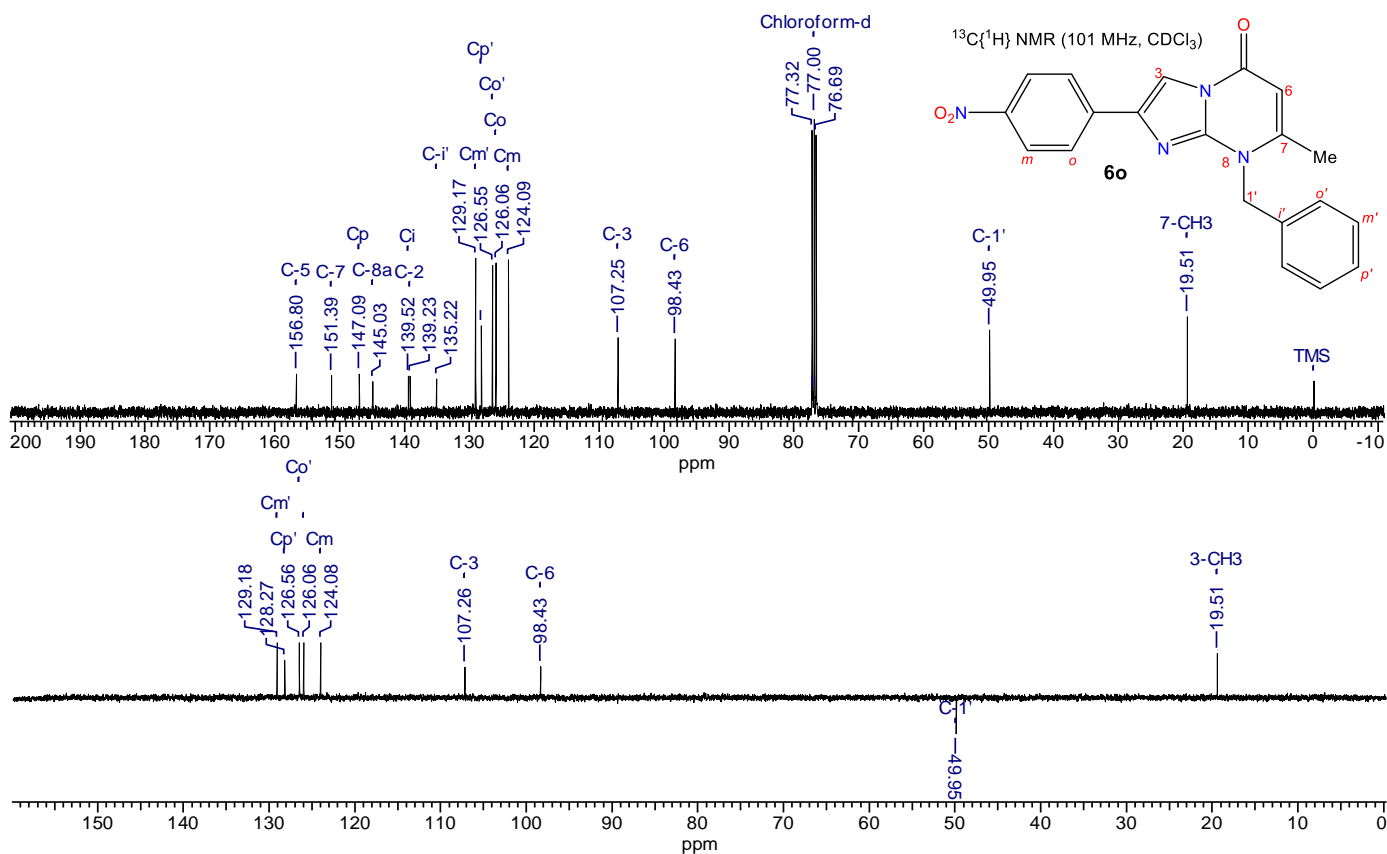 Chloroform-d
¹³C{¹H} NMR (101 MHz, CDCl₃)
O
Cp'
Co'
Co
C-i' Cm' Cm
77.32
77.00
76.69
3
N
6
O₂N
m
o
N
N
8
7
Me
6o
1'
o'
i'
m'
p'
Cp Ci
C-5 C-7 C-8a C-2
C-3
C-6
C-1'
7-CH3
TMS
156.80
151.39
147.09
145.03
139.52
139.23
135.22
129.17
126.55
126.06
124.09
107.25
98.43
49.95
19.51
200 190 180 170 160 150 140 130 120 110 100 90 80 70 60 50 40 30 20 10 0 -10
ppm
Co'
Cm'
Cp' Cm
C-3
C-6
3-CH3
129.18
128.27
126.56
126.06
124.08
107.26
98.43
19.51
C-1'
49.95
150 140 130 120 110 100 90 80 70 60 50 40 30 20 10 0
ppm